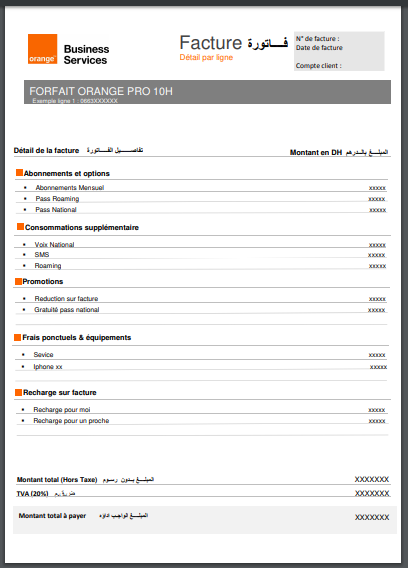 orange
Business
Services
Facture فاتورة
Détail par ligne
N° de facture :
Date de facture
Compte client :
FORFAIT ORANGE PRO 10H
Exemple ligne 1 : 0663XXXXXX
Détail de la facture تفاصيل الفاتورة
Montant en DH المبلغ بالدرهم
Abonnements et options
• Abonnements Mensuel xxxxx
• Pass Roaming xxxxx
• Pass National xxxxx
Consommations supplémentaire
• Voix National xxxxx
• SMS xxxxx
• Roaming xxxxx
Promotions
• Reduction sur facture xxxxx
• Gratuité pass national xxxxx
Frais ponctuels & équipements
• Sevice xxxxx
• Iphone xx xxxxx
Recharge sur facture
• Recharge pour moi xxxxx
• Recharge pour un proche xxxxx
Montant total (Hors Taxe) المبلغ بدون رسوم XXXXXXX
TVA (20%) ض.ق.م XXXXXXX
Montant total à payer المبلغ الواجب اداؤه XXXXXXX